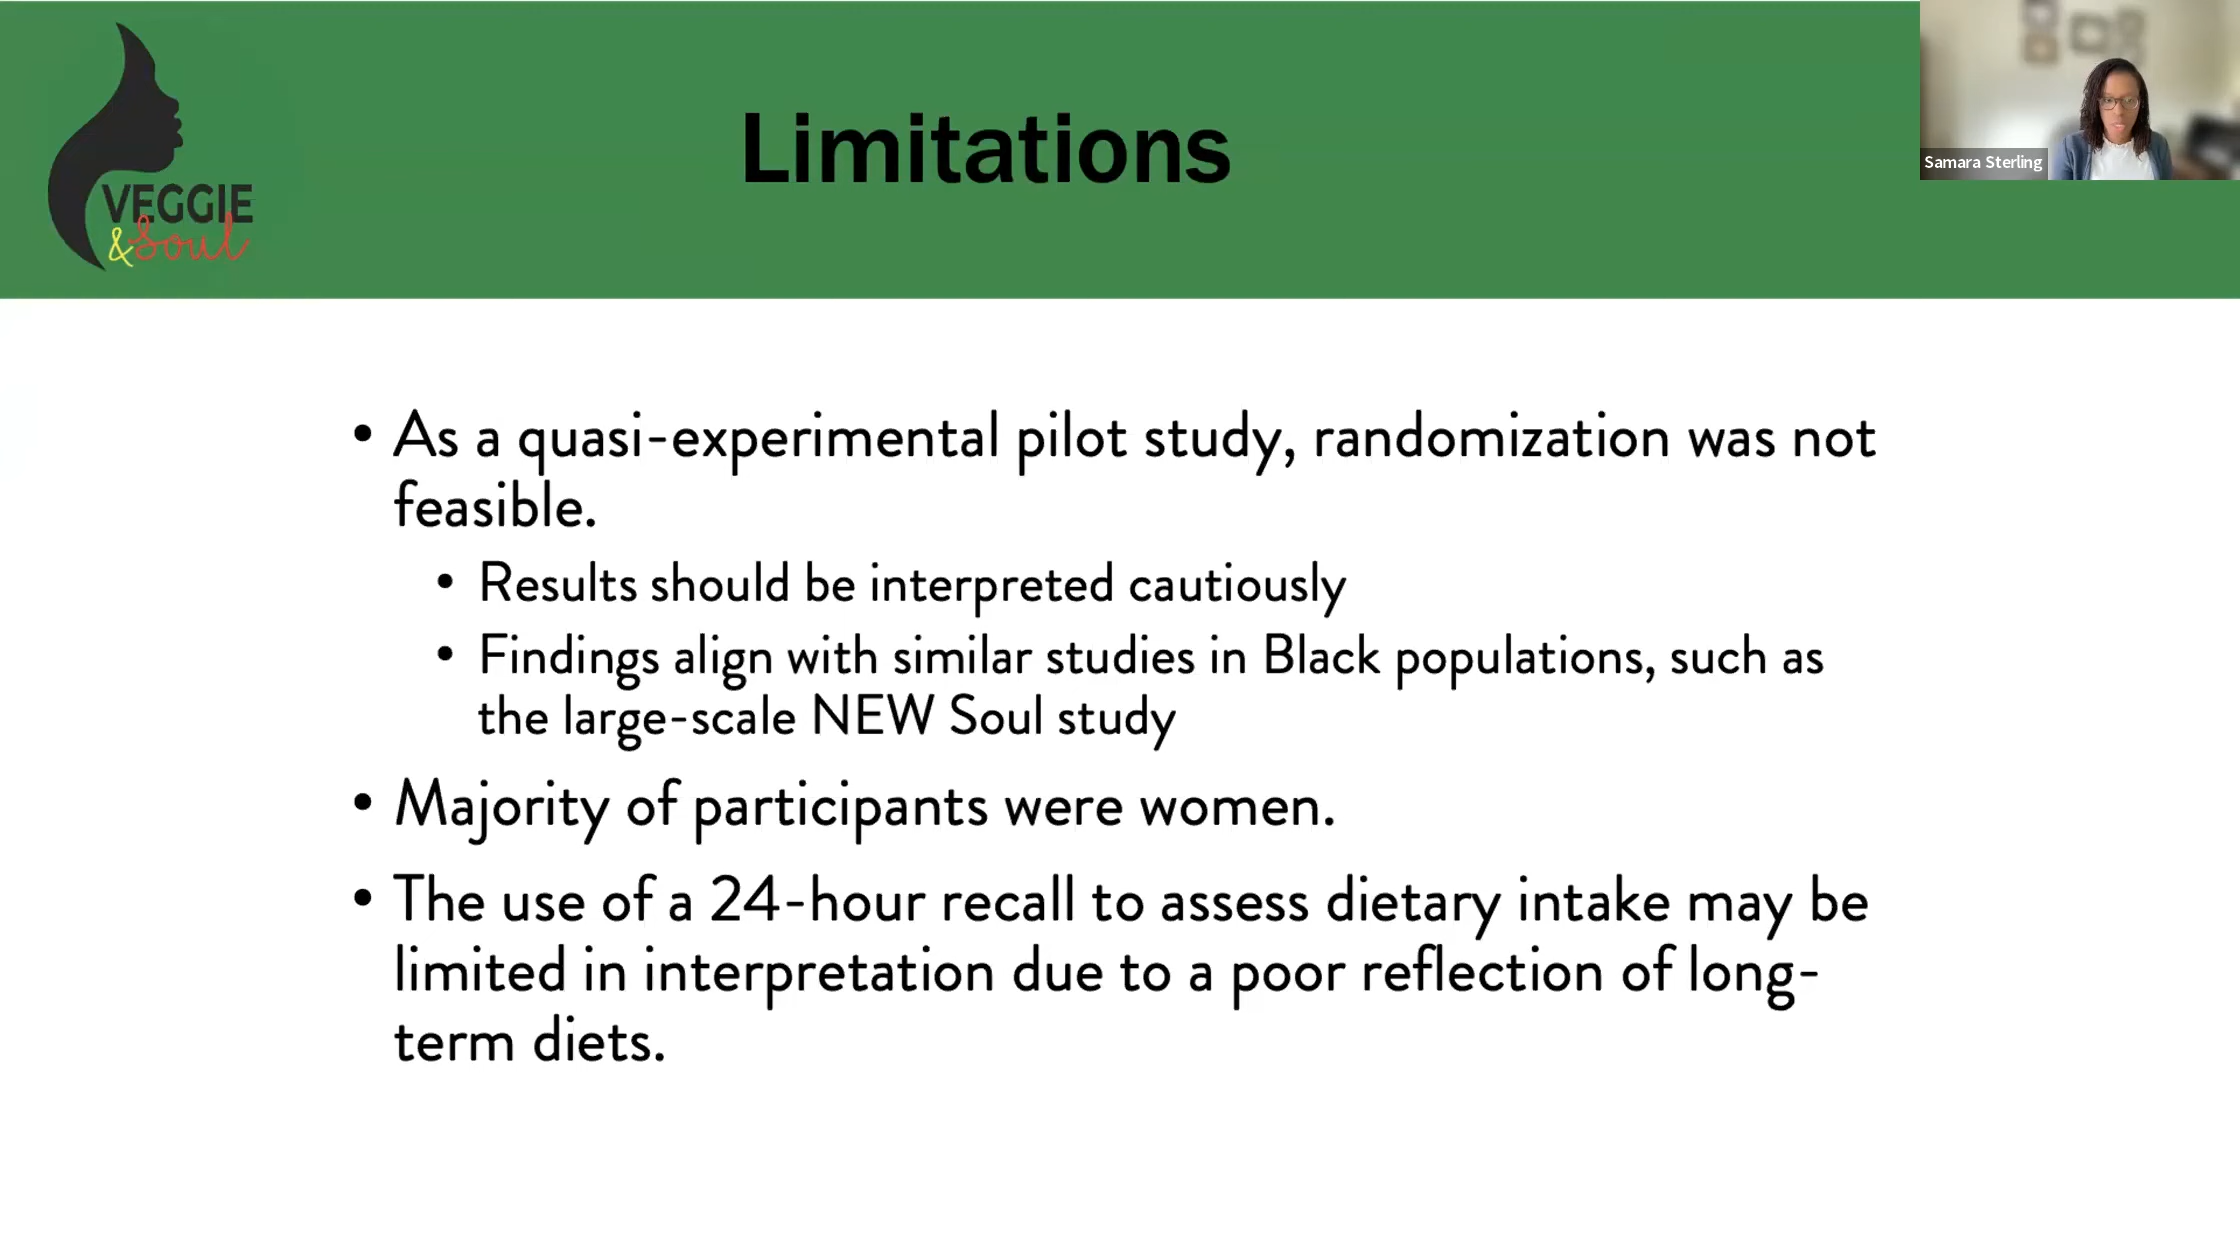 VEGGIE
& Soul
Limitations
Samara Sterling
• As a quasi-experimental pilot study, randomization was not
feasible.
• Results should be interpreted cautiously
• Findings align with similar studies in Black populations, such as
the large-scale NEW Soul study
• Majority of participants were women.
• The use of a 24-hour recall to assess dietary intake may be
limited in interpretation due to a poor reflection of long-
term diets.